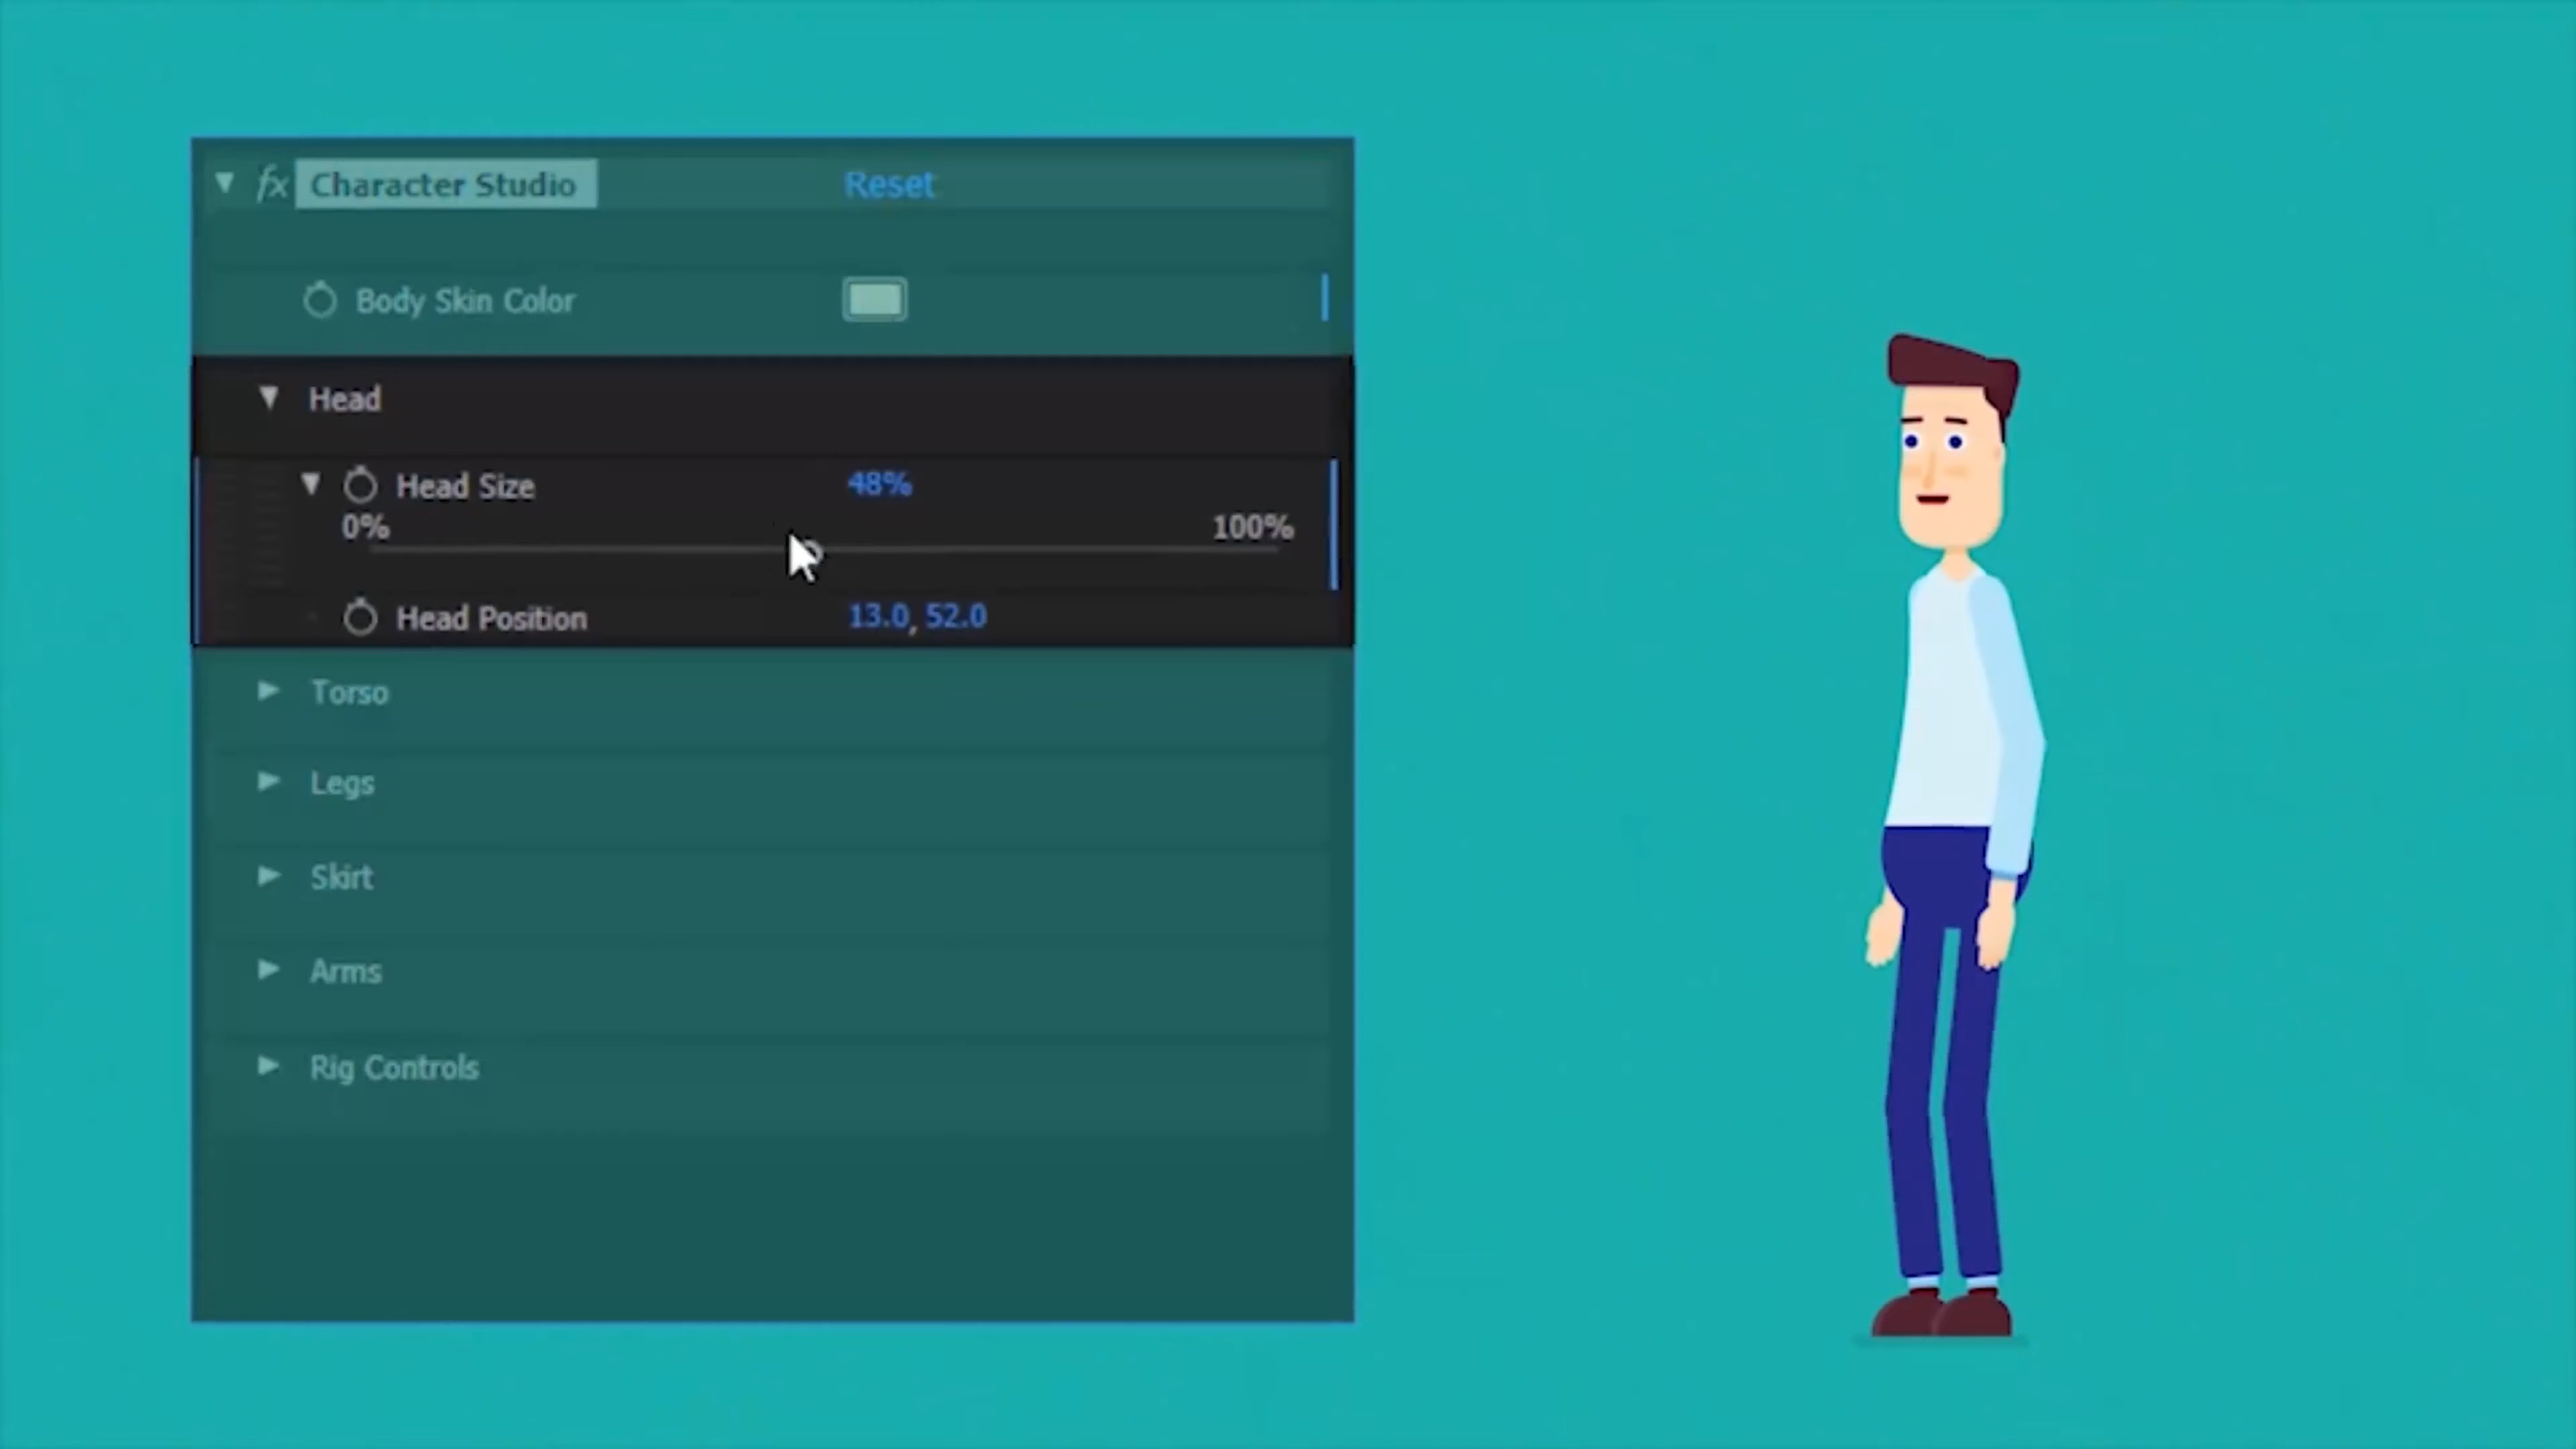 fx Character Studio Reset
Body Skin Color
Head
Head Size 48%
0% 100%
Head Position 13.0, 52.0
Torso
Legs
Skirt
Arms
Rig Controls